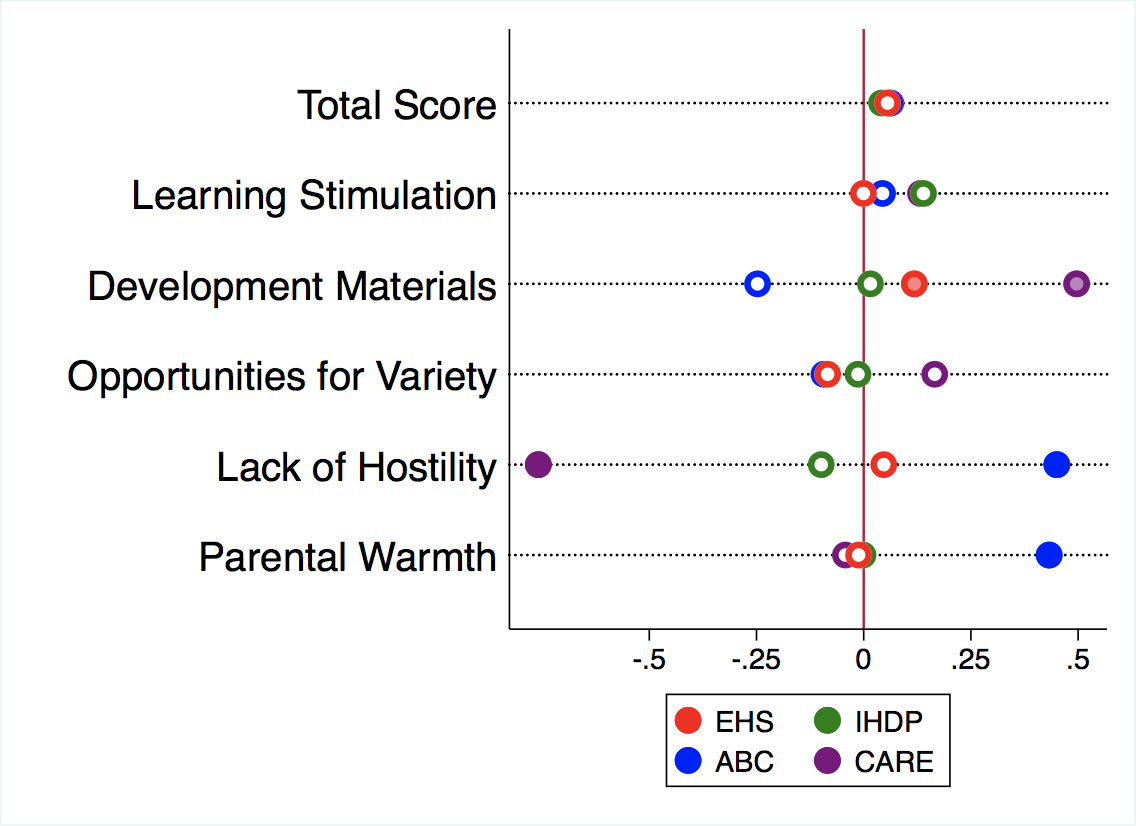 Total Score
Learning Stimulation
Development Materials
Opportunities for Variety
Lack of Hostility
Parental Warmth
-.5 -.25 0 .25 .5
EHS IHDP
ABC CARE